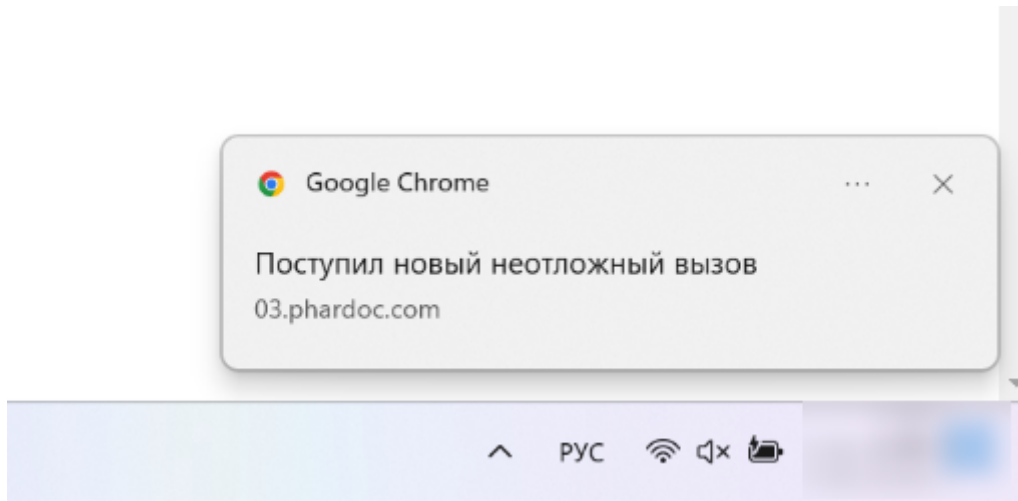 Google Chrome
Поступил новый неотложный вызов
03.phardoc.com
РУС